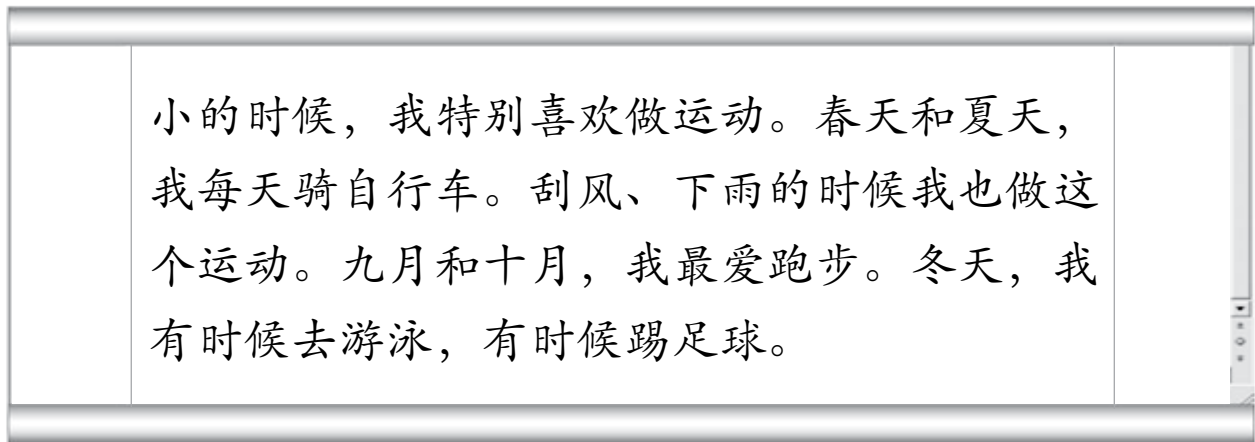 小的时候，我特别喜欢做运动。春天和夏天，
我每天骑自行车。刮风、下雨的时候我也做这
个运动。九月和十月，我最爱跑步。冬天，我
有时候去游泳，有时候踢足球。